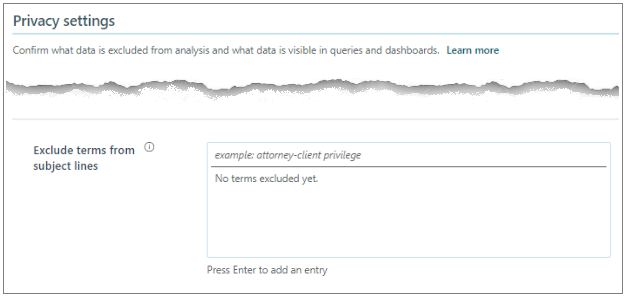 Privacy settings
Confirm what data is excluded from analysis and what data is visible in queries and dashboards. Learn more
Exclude terms from
subject lines
example: attorney-client privilege
No terms excluded yet.
Press Enter to add an entry